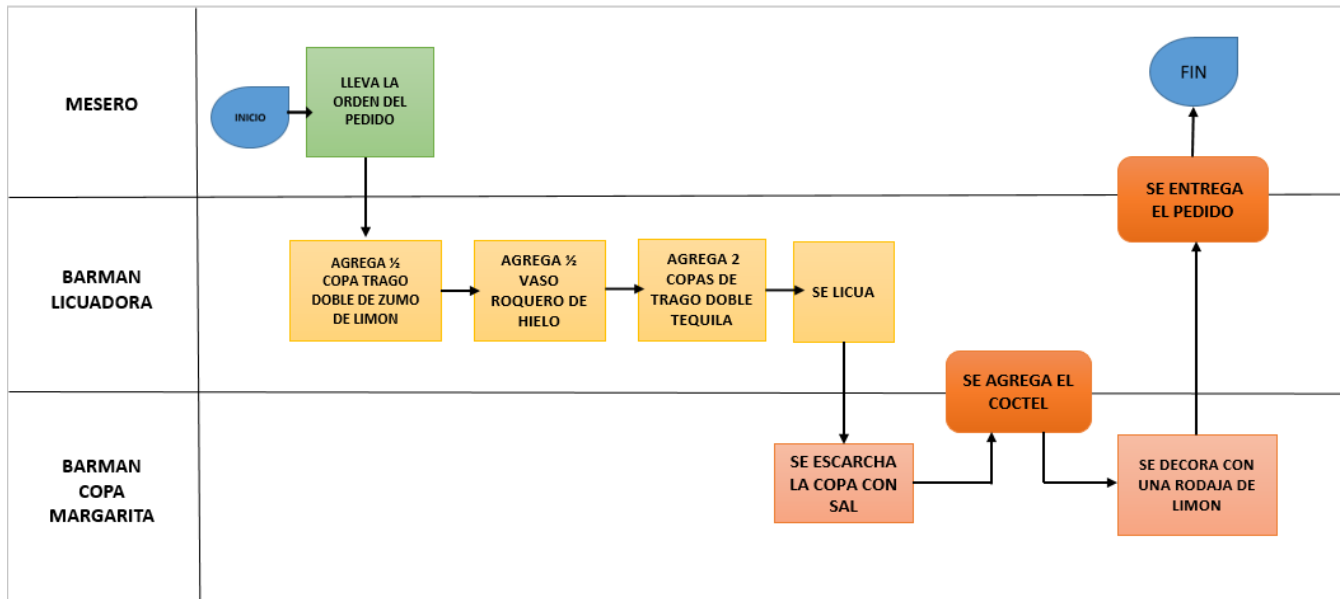 MESERO
INICIO
LLEVA LA
ORDEN DEL
PEDIDO
FIN
SE ENTREGA
EL PEDIDO
BARMAN
LICUADORA
AGREGA ½
COPA TRAGO
DOBLE DE ZUMO
DE LIMON
AGREGA ½
VASO
ROQUERO DE
HIELO
AGREGA 2
COPAS DE
TRAGO DOBLE
TEQUILA
SE LICUA
SE AGREGA EL
COCTEL
BARMAN
COPA
MARGARITA
SE ESCARCHA
LA COPA CON
SAL
SE DECORA CON
UNA RODAJA DE
LIMON